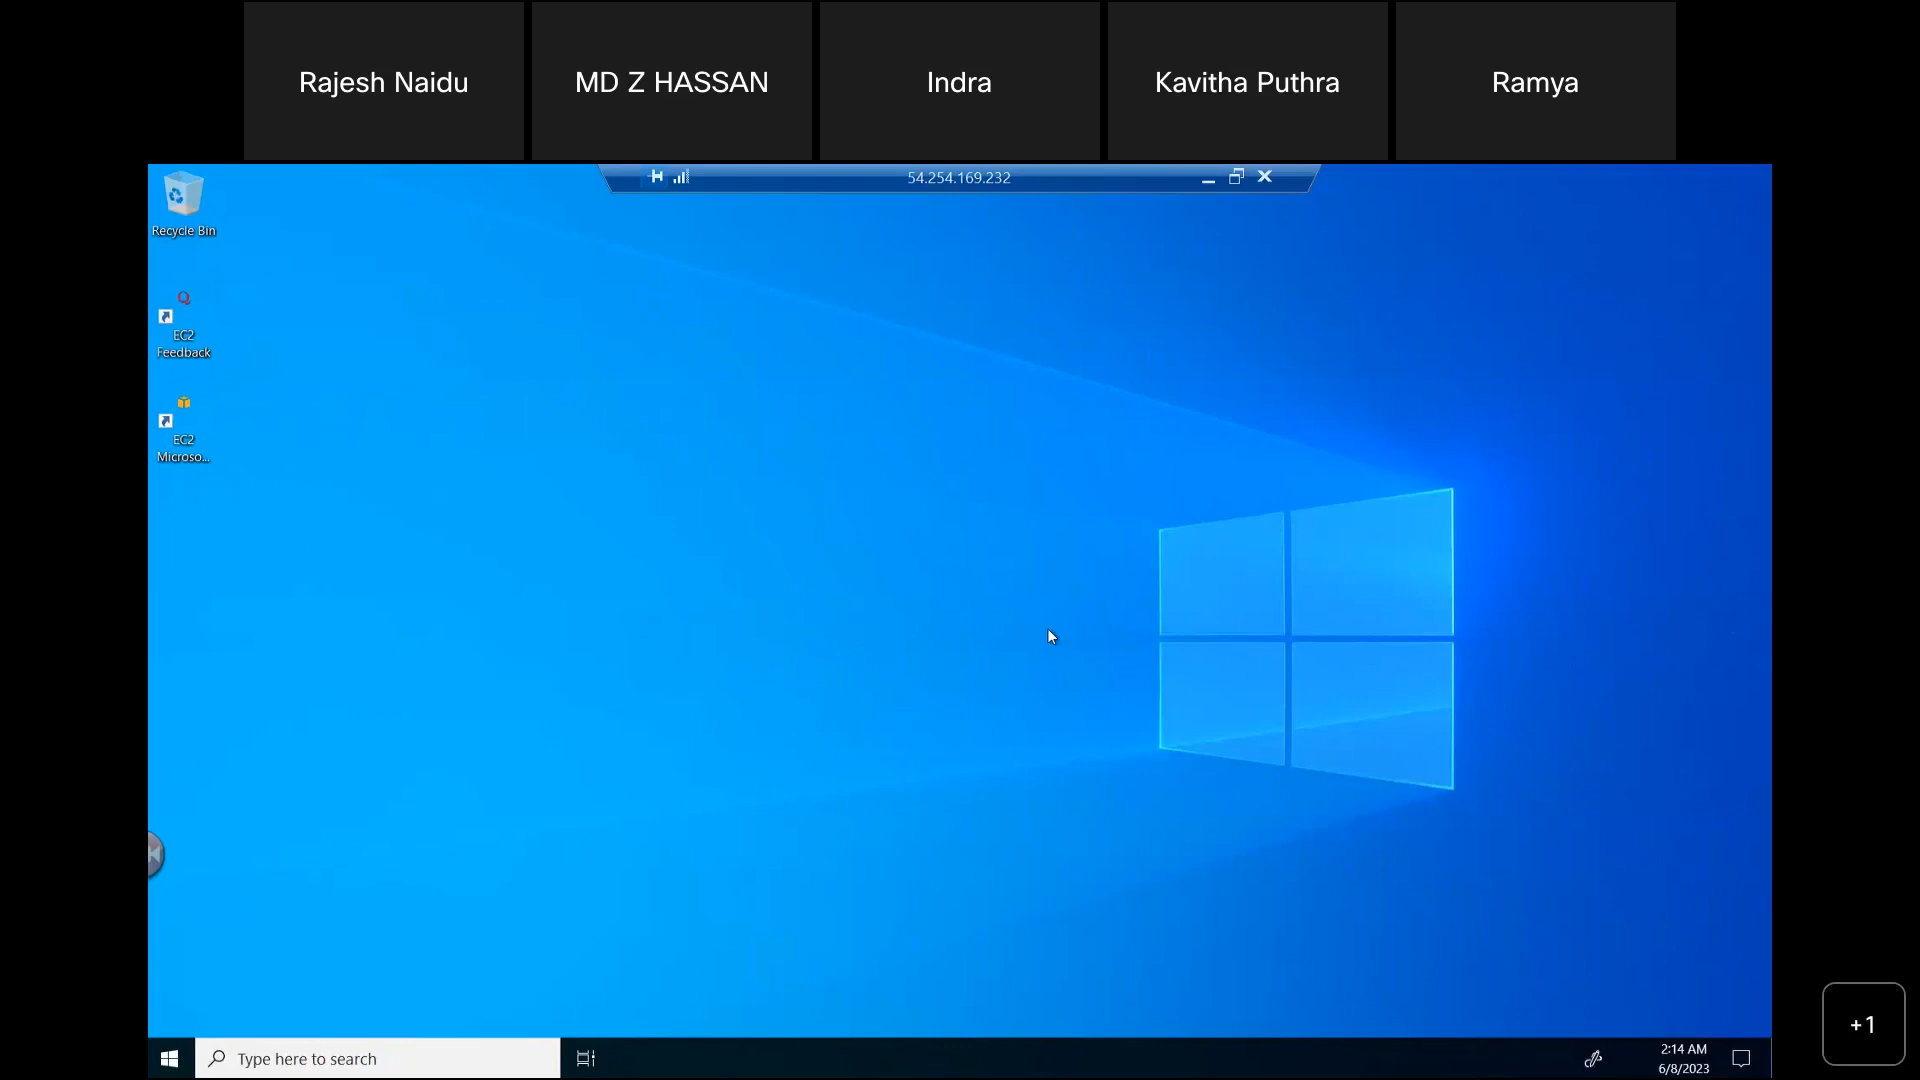 Rajesh Naidu
MD Z HASSAN
Indra
Kavitha Puthra
Ramya
54.254.169.232
Recycle Bin
EC2
Feedback
EC2
Microso...
Type here to search
2:14 AM
6/8/2023
+1